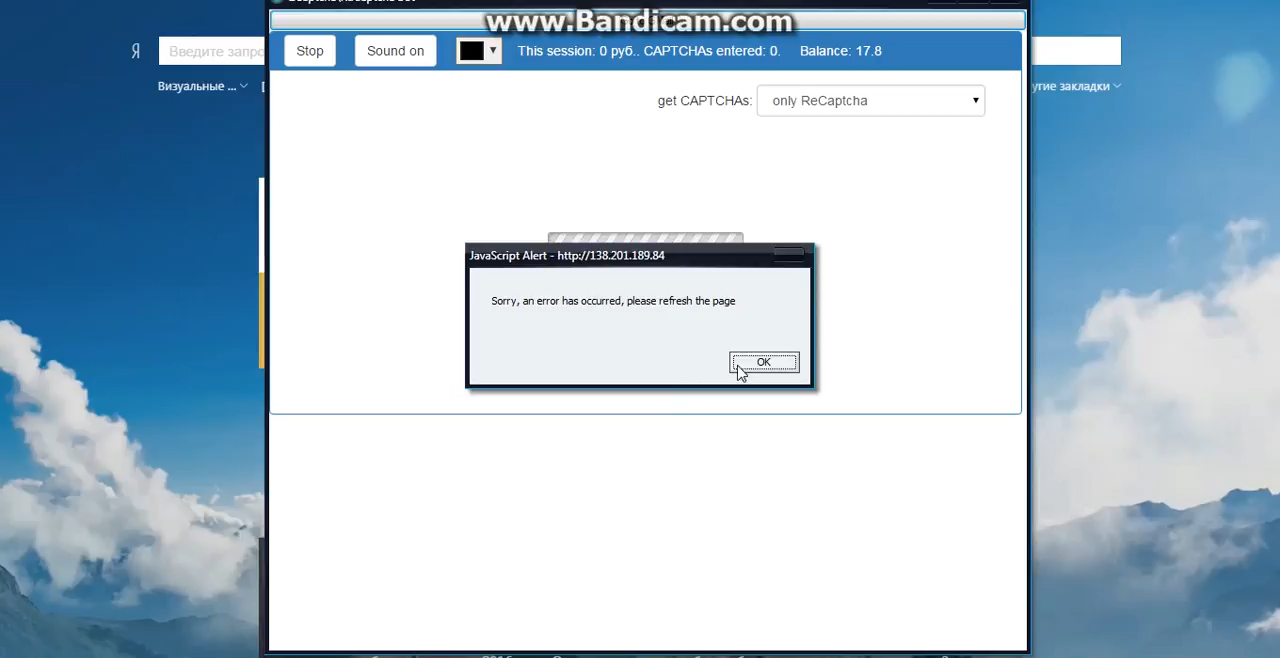 www.Bandicam.com
Я
Введите запро
Stop
Sound on
This session: 0 руб.. CAPTCHAs entered: 0.
Balance: 17.8
Визуальные ...
угие закладки
get CAPTCHAs:
only ReCaptcha
JavaScript Alert - http://138.201.189.84
Sorry, an error has occurred, please refresh the page
OK